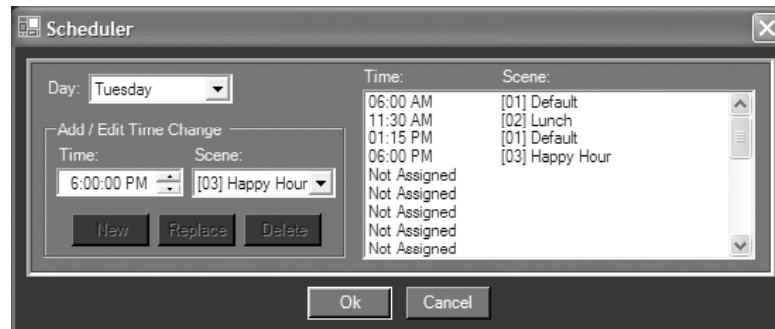 Scheduler
Day: Tuesday
Add / Edit Time Change
Time: Scene:
6:00:00 PM [03] Happy Hour
New Replace Delete
Time: Scene:
06:00 AM [01] Default
11:30 AM [02] Lunch
01:15 PM [01] Default
06:00 PM [03] Happy Hour
Not Assigned
Not Assigned
Not Assigned
Not Assigned
Not Assigned
Ok Cancel